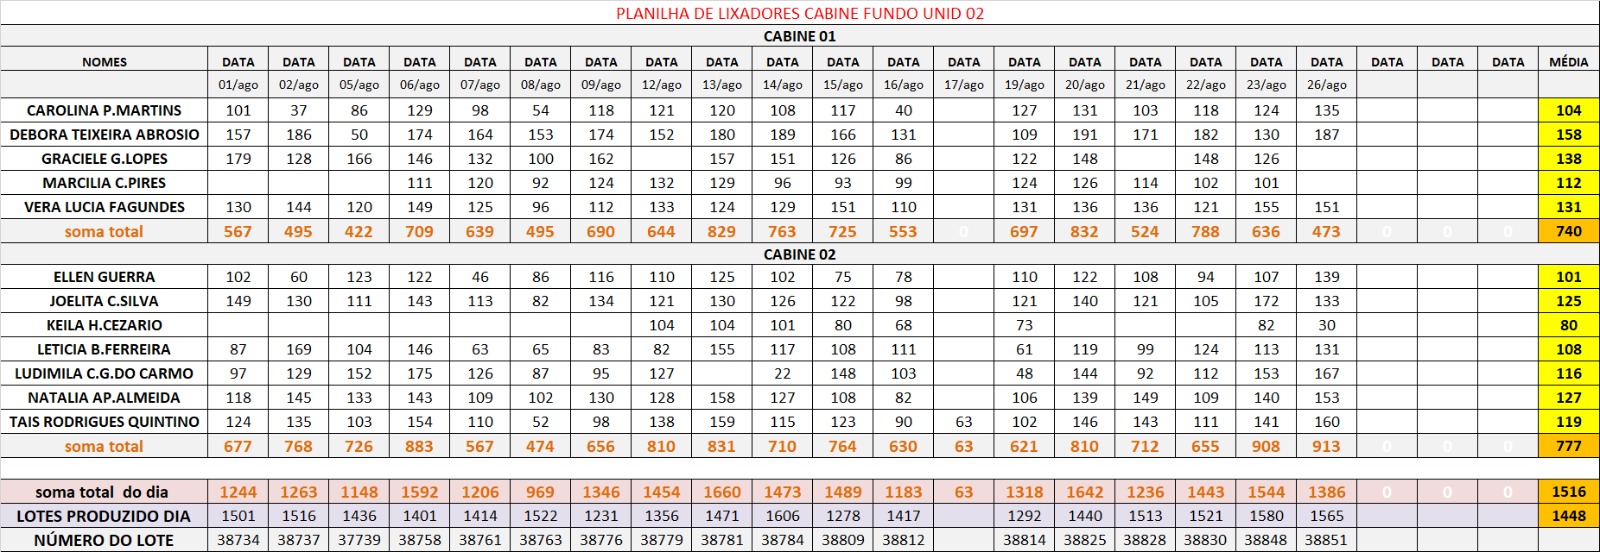 PLANILHA DE LIXADORES CABINE FUNDO UNID 02
CABINE 01
NOMES DATA DATA DATA DATA DATA DATA DATA DATA DATA DATA DATA DATA DATA DATA DATA DATA DATA DATA DATA DATA DATA DATA MÉDIA
01/ago 02/ago 05/ago 06/ago 07/ago 08/ago 09/ago 12/ago 13/ago 14/ago 15/ago 16/ago 17/ago 19/ago 20/ago 21/ago 22/ago 23/ago 26/ago
CAROLINA P.MARTINS 101 37 86 129 98 54 118 121 120 108 117 40 127 131 103 118 124 135 104
DEBORA TEIXEIRA ABROSIO 157 186 50 174 164 153 174 152 180 189 166 131 109 191 171 182 130 187 158
GRACIELE G.LOPES 179 128 166 146 132 100 162 157 151 126 86 122 148 148 126 138
MARCILIA C.PIRES 111 120 92 124 132 129 96 93 99 124 126 114 102 101 112
VERA LUCIA FAGUNDES 130 144 120 149 125 96 112 133 124 129 151 110 131 136 136 121 155 151 131
soma total 567 495 422 709 639 495 690 644 829 763 725 553 0 697 832 524 788 636 473 0 0 0 740
CABINE 02
ELLEN GUERRA 102 60 123 122 46 86 116 110 125 102 75 78 110 122 108 94 107 139 101
JOELITA C.SILVA 149 130 111 143 113 82 134 121 130 126 122 98 121 140 121 105 172 133 125
KEILA H.CEZARIO 104 104 101 80 68 73 82 30 80
LETICIA B.FERREIRA 87 169 104 146 63 65 83 82 155 117 108 111 61 119 99 124 113 131 108
LUDIMILA C.G.DO CARMO 97 129 152 175 126 87 95 127 22 148 103 48 144 92 112 153 167 116
NATALIA AP.ALMEIDA 118 145 133 143 109 102 130 128 158 127 108 82 106 139 149 109 140 153 127
TAIS RODRIGUES QUINTINO 124 135 103 154 110 52 98 138 159 115 123 90 63 102 146 143 111 141 160 119
soma total 677 768 726 883 567 474 656 810 831 710 764 630 63 621 810 712 655 908 913 0 0 0 777
soma total do dia 1244 1263 1148 1592 1206 969 1346 1454 1660 1473 1489 1183 63 1318 1642 1236 1443 1544 1386 0 0 0 1516
LOTES PRODUZIDO DIA 1501 1516 1436 1401 1414 1522 1231 1356 1471 1606 1278 1417 1292 1440 1513 1521 1580 1565 1448
NÚMERO DO LOTE 38734 38737 37739 38758 38761 38763 38776 38779 38781 38784 38809 38812 38814 38825 38828 38830 38848 38851